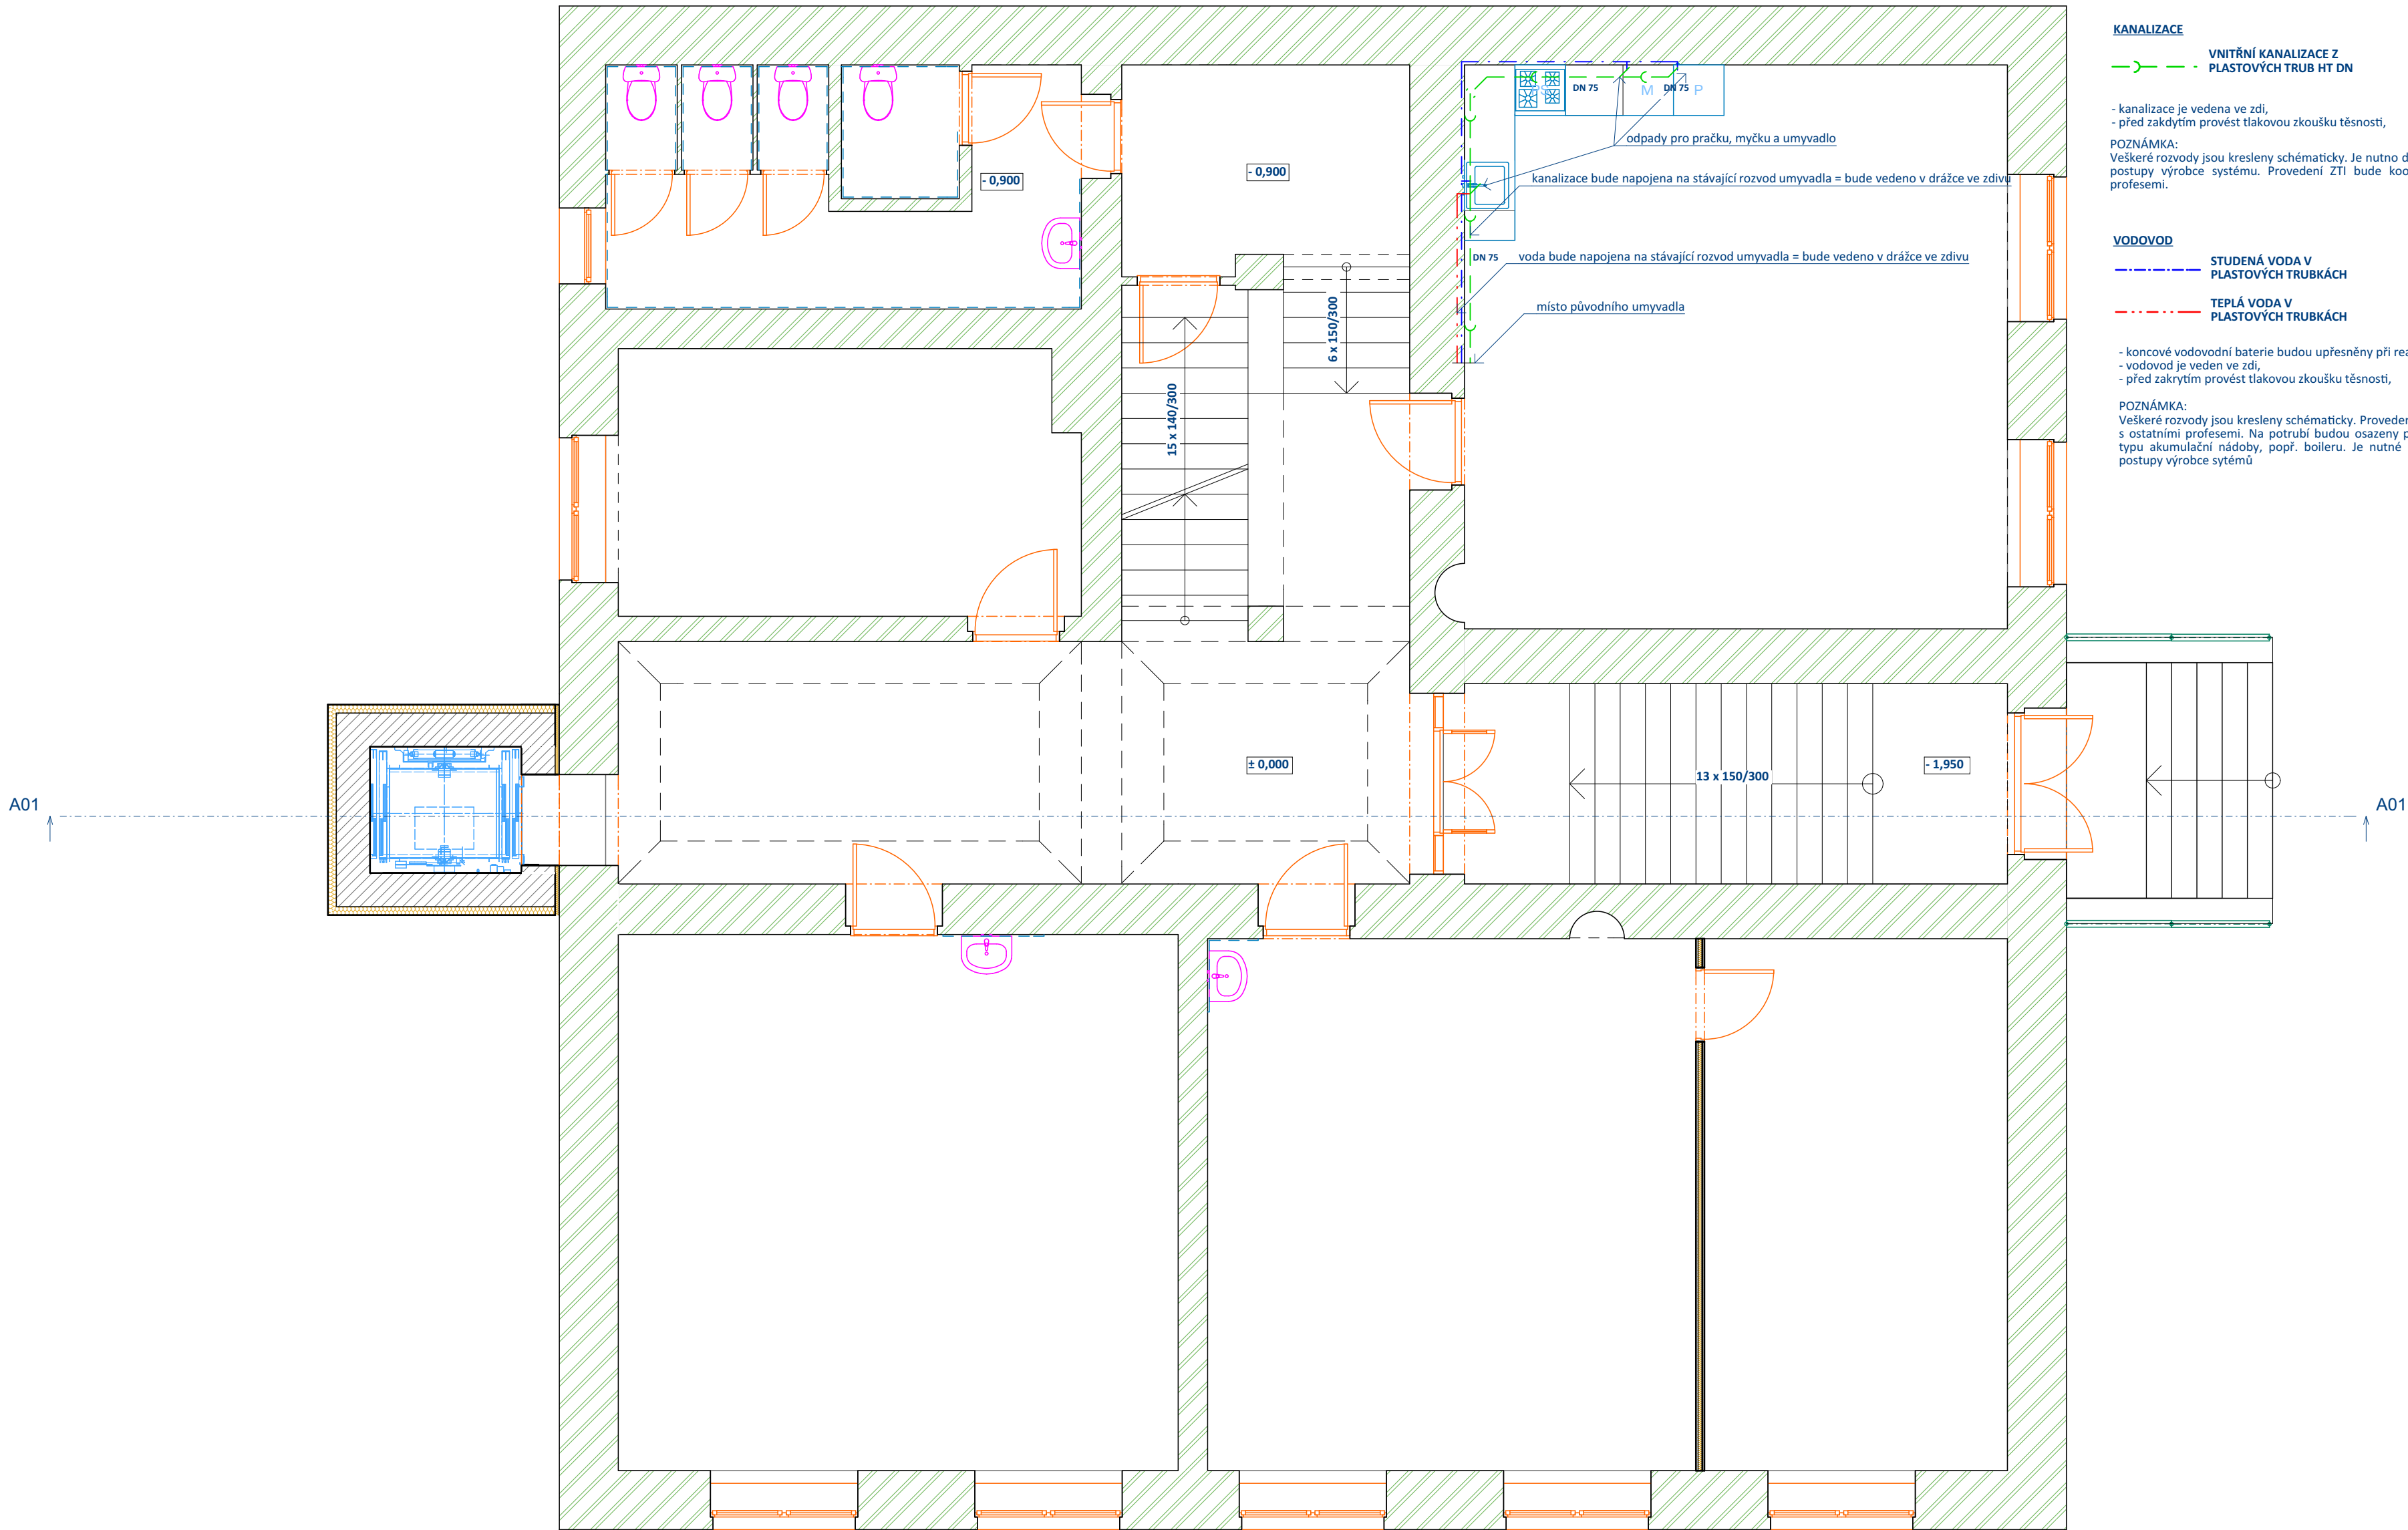 KANALIZACE
VNITŘNÍ KANALIZACE Z
PLASTOVÝCH TRUB HT DN
- kanalizace je vedena ve zdi,
- před zakdytím provést tlakovou zkoušku těsnosti,
POZNÁMKA:
Veškeré rozvody jsou kresleny schématicky. Je nutno d
postupy výrobce systému. Provedení ZTI bude koo
profesemi.
VODOVOD
STUDENÁ VODA V
PLASTOVÝCH TRUBKÁCH
TEPLÁ VODA V
PLASTOVÝCH TRUBKÁCH
- koncové vodovodní baterie budou upřesněny při rea
- vodovod je veden ve zdi,
- před zakrytím provést tlakovou zkoušku těsnosti,
POZNÁMKA:
Veškeré rozvody jsou kresleny schématicky. Proveden
s ostatními profesemi. Na potrubí budou osazeny p
typu akumulační nádoby, popř. boileru. Je nutné
postupy výrobce sytémů
DN 75
M
DN 75
P
odpady pro pračku, myčku a umyvadlo
- 0,900
- 0,900
kanalizace bude napojena na stávající rozvod umyvadla = bude vedeno v drážce ve zdivu
DN 75
voda bude napojena na stávající rozvod umyvadla = bude vedeno v drážce ve zdivu
místo původního umyvadla
6 x 150/300
15 x 140/300
± 0,000
13 x 150/300
- 1,950
A01
A01